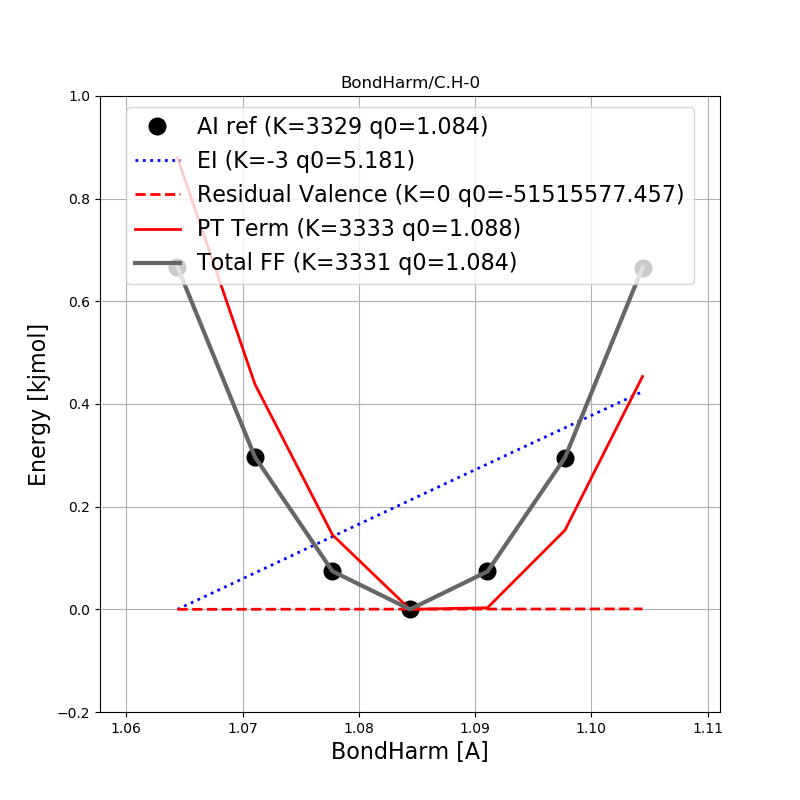 BondHarm/C.H-0
AI ref (K=3329 q0=1.084)
EI (K=-3 q0=5.181)
Residual Valence (K=0 q0=-51515577.457)
PT Term (K=3333 q0=1.088)
Total FF (K=3331 q0=1.084)
Energy [kjmol]
1.0
0.8
0.6
0.4
0.2
0.0
−0.2
1.06 1.07 1.08 1.09 1.10 1.11
BondHarm [A]